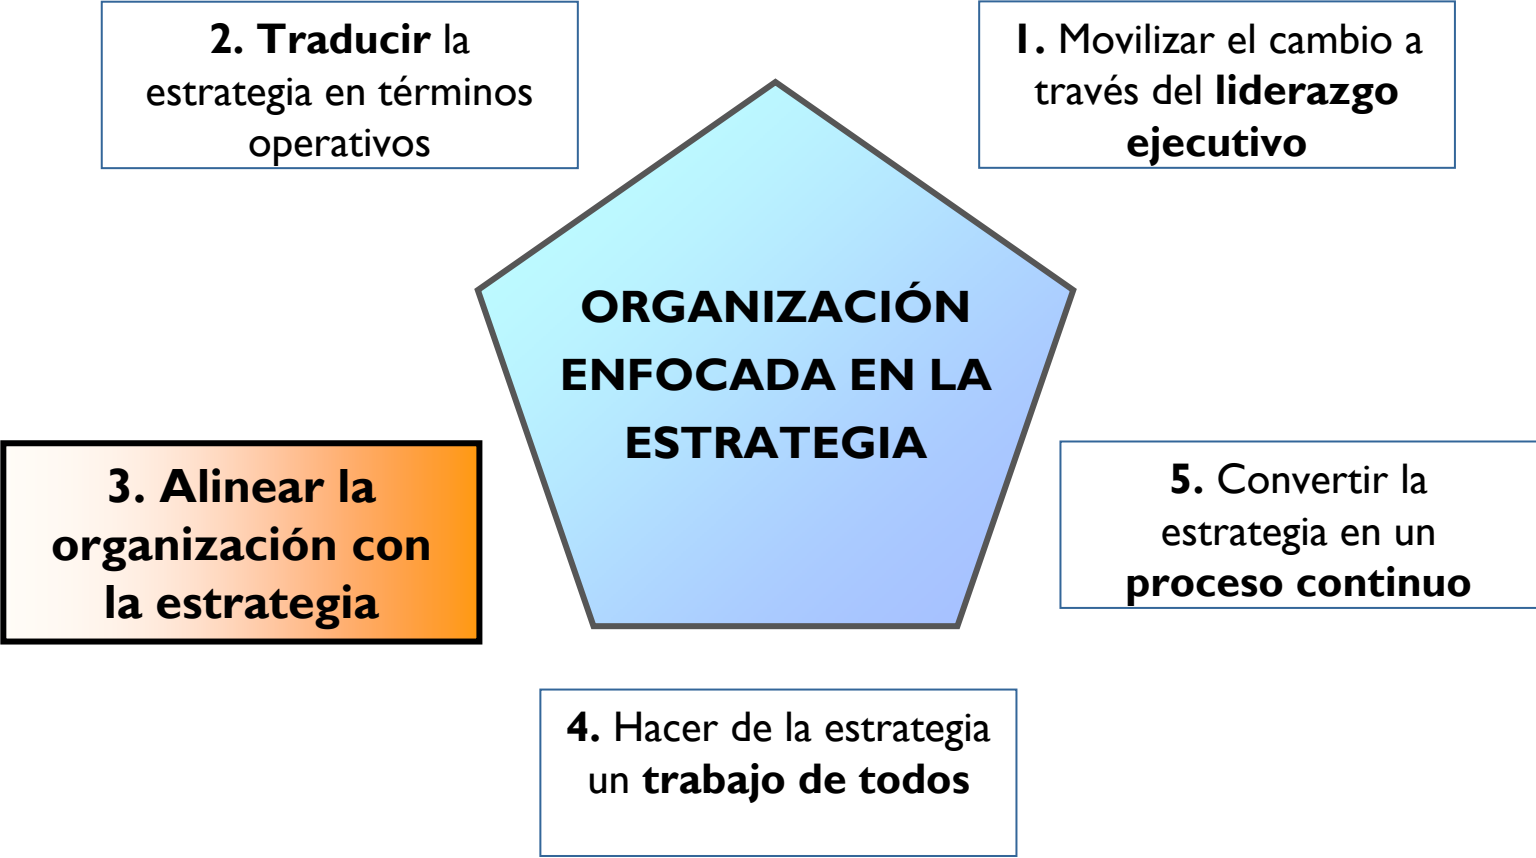 2. Traducir la
estrategia en términos
operativos
1. Movilizar el cambio a
través del liderazgo
ejecutivo
ORGANIZACIÓN
ENFOCADA EN LA
ESTRATEGIA
3. Alinear la
organización con
la estrategia
5. Convertir la
estrategia en un
proceso continuo
4. Hacer de la estrategia
un trabajo de todos